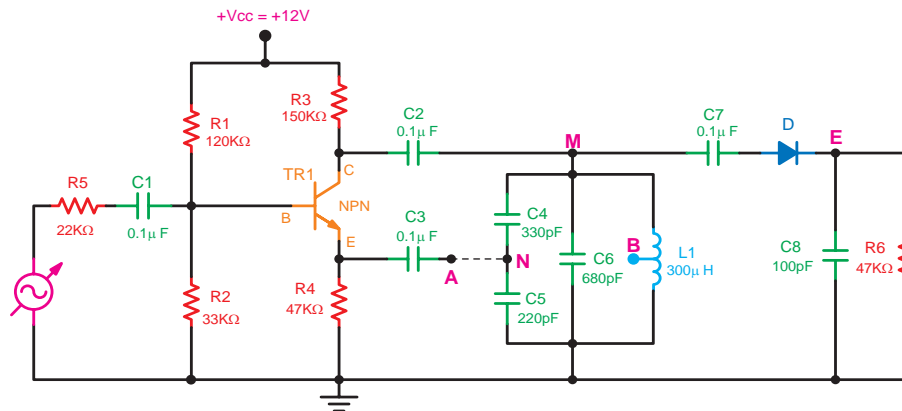 +Vcc = +12V
R3
150KΩ
R1
120KΩ
C2
0.1μ F
M
C7
0.1μ F
D
E
TR1
C
NPN
B
E
R5
22KΩ
C1
0.1μ F
C3
0.1μ F
A
N
C4
330pF
C5
220pF
C6
680pF
B
L1
300μ H
C8
100pF
R6
47KΩ
R2
33KΩ
R4
47KΩ